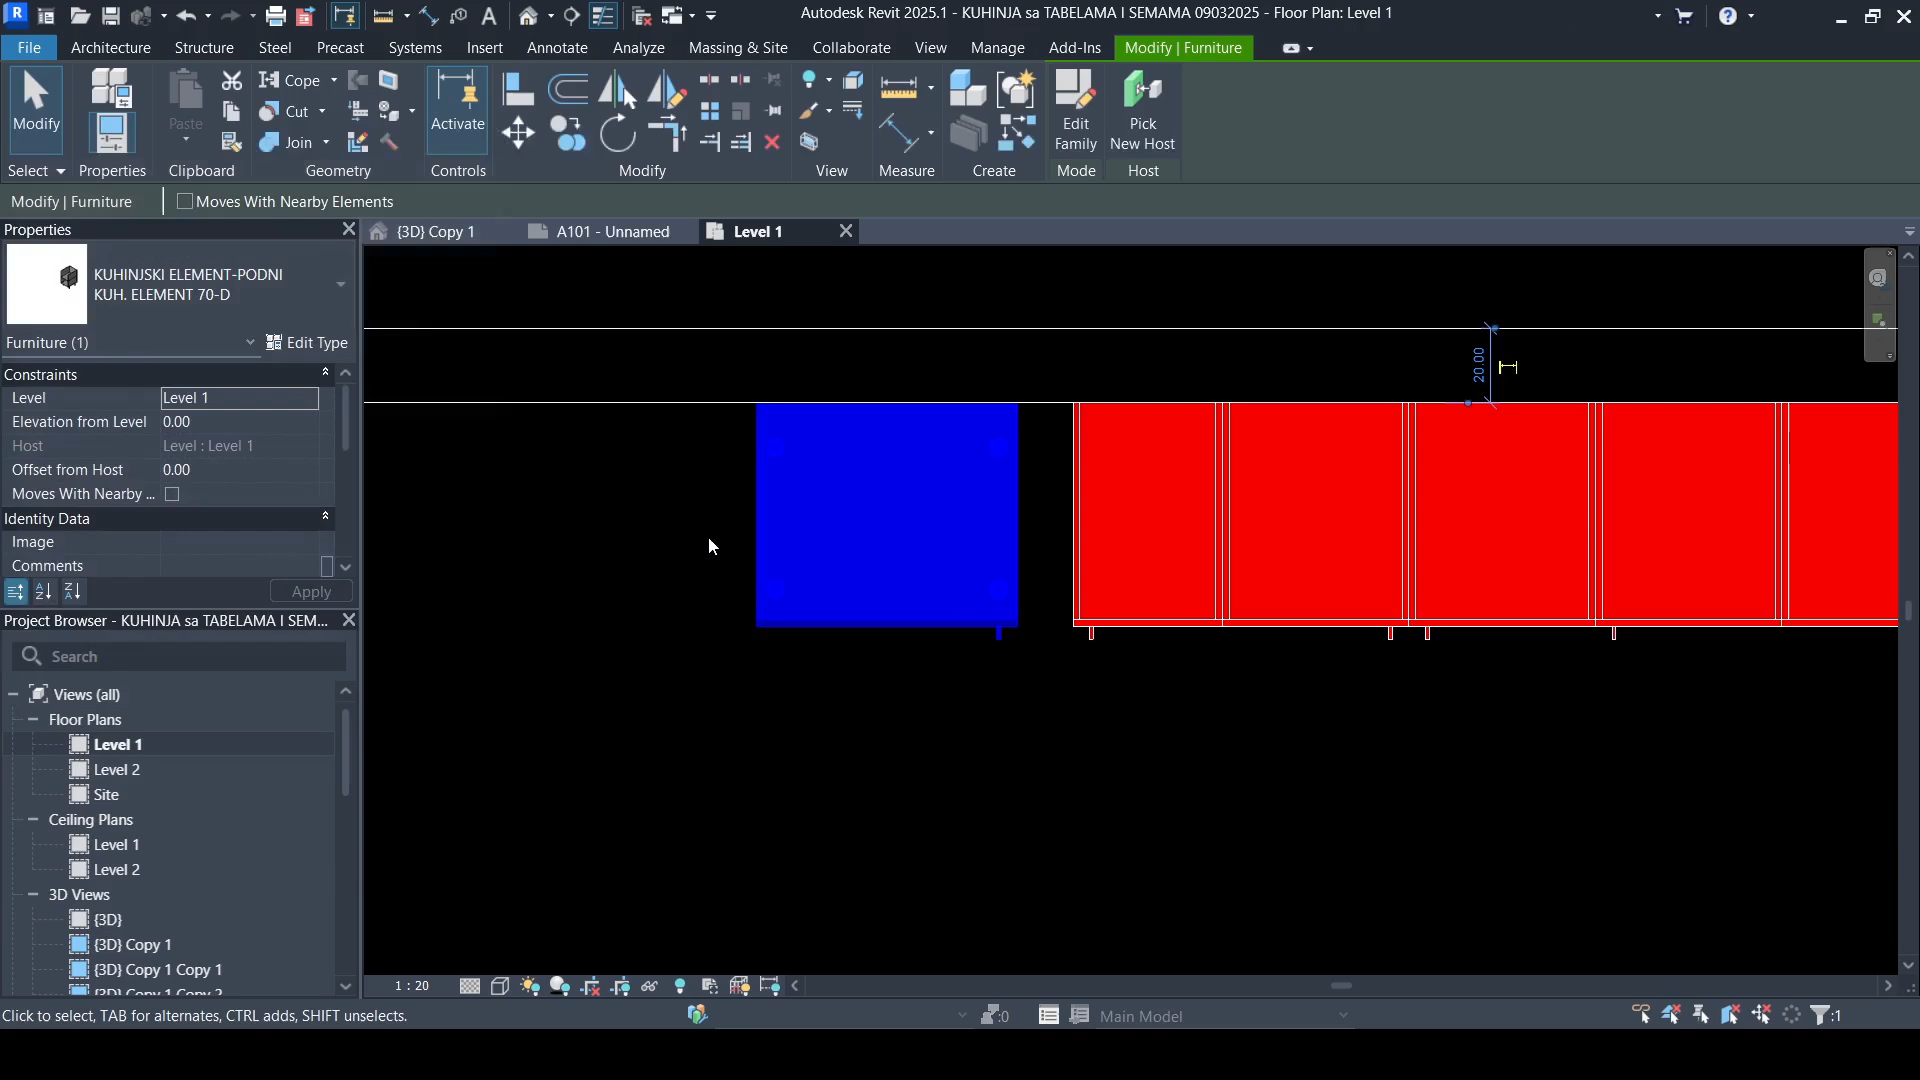 Autodesk Revit 2025.1 - KUHINJA sa TABELAMA I SEMAMA 09032025 - Floor Plan: Level 1
File Architecture Structure Steel Precast Systems Insert Annotate Analyze Massing & Site Collaborate View Manage Add-Ins Modify | Furniture
Modify
Paste
Cope
Cut
Join
Activate
Edit Family
Pick New Host
Select Properties Clipboard Geometry Controls Modify View Measure Create Mode Host
Modify | Furniture Moves With Nearby Elements
Properties
{3D} Copy 1 A101 - Unnamed Level 1
KUHINJSKI ELEMENT-PODNI
KUH. ELEMENT 70-D
Furniture (1) Edit Type
Constraints
Level Level 1
Elevation from Level 0.00
Host Level : Level 1
Offset from Host 0.00
Moves With Nearby ...
Identity Data
Image
Comments
Apply
20.00
Project Browser - KUHINJA sa TABELAMA I SEM...
Search
Views (all)
Floor Plans
Level 1
Level 2
Site
Ceiling Plans
Level 1
Level 2
3D Views
{3D}
{3D} Copy 1
{3D} Copy 1 Copy 1
{3D} Copy 1 Copy 2
1 : 20
Click to select, TAB for alternates, CTRL adds, SHIFT unselects. :0 Main Model :1